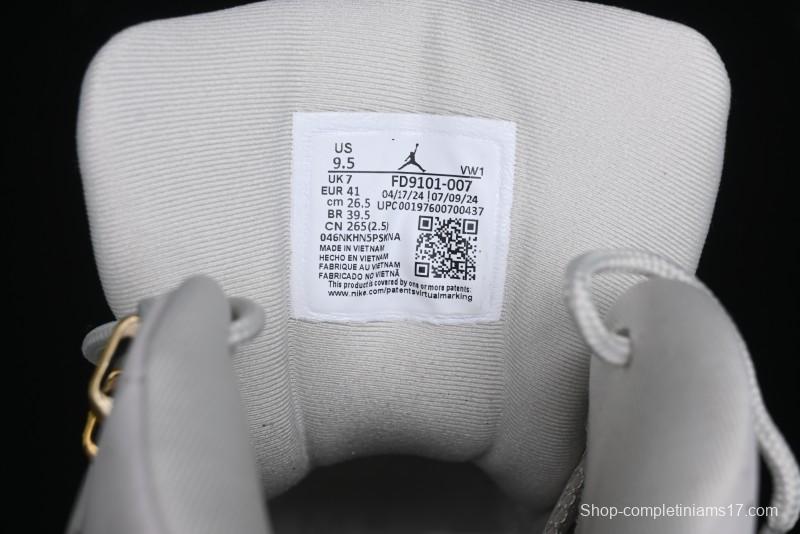 US
9.5
VW1
UK 7
FD9101-007
EUR 41
04/17/24 | 07/09/24
cm 26.5
UPC00197600700437
BR 39.5
CN 265(2.5)
046NKHN5PSKNA
MADE IN VIETNAM
HECHO EN VIETNAM
FABRIQUE AU VIETNAM
FABRICADO NO VIETNÃ
This product is covered by one or more patents:
www.nike.com/patentsvirtualmarking
Shop-completiniams17.com